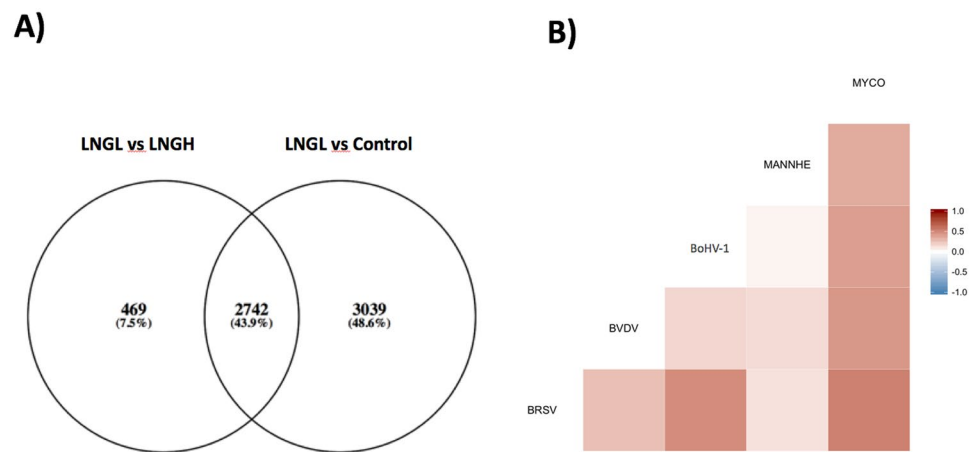 A)
LNGL vs LNGH
LNGL vs Control
469
(7.5%)
2742
(43.9%)
3039
(48.6%)
B)
MYCO
MANNHE
BoHV-1
BVDV
BRSV
1.0
0.5
0.0
-0.5
-1.0